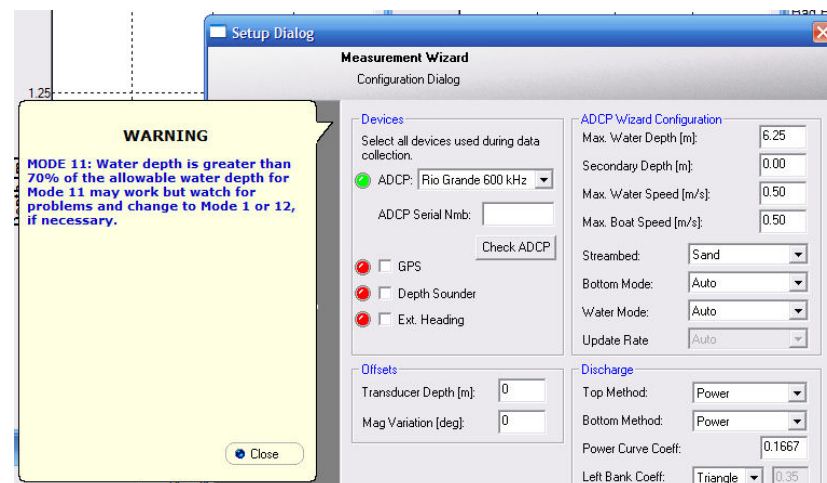 Setup Dialog
Measurement Wizard
Configuration Dialog
1.25
WARNING
MODE 11: Water depth is greater than
70% of the allowable water depth for
Mode 11 may work but watch for
problems and change to Mode 1 or 12,
if necessary.
Close
Devices
Select all devices used during data
collection.
ADCP: Rio Grande 600 kHz
ADCP Serial Nmb:
Check ADCP
GPS
Depth Sounder
Ext. Heading
Offsets
Transducer Depth [m]: 0
Mag Variation [deg]: 0
ADCP Wizard Configuration
Max. Water Depth [m]: 6.25
Secondary Depth [m]: 0.00
Max. Water Speed [m/s]: 0.50
Max. Boat Speed [m/s]: 0.50
Streambed: Sand
Bottom Mode: Auto
Water Mode: Auto
Update Rate Auto
Discharge
Top Method: Power
Bottom Method: Power
Power Curve Coeff: 0.1667
Left Bank Coeff: Triangle 0.35